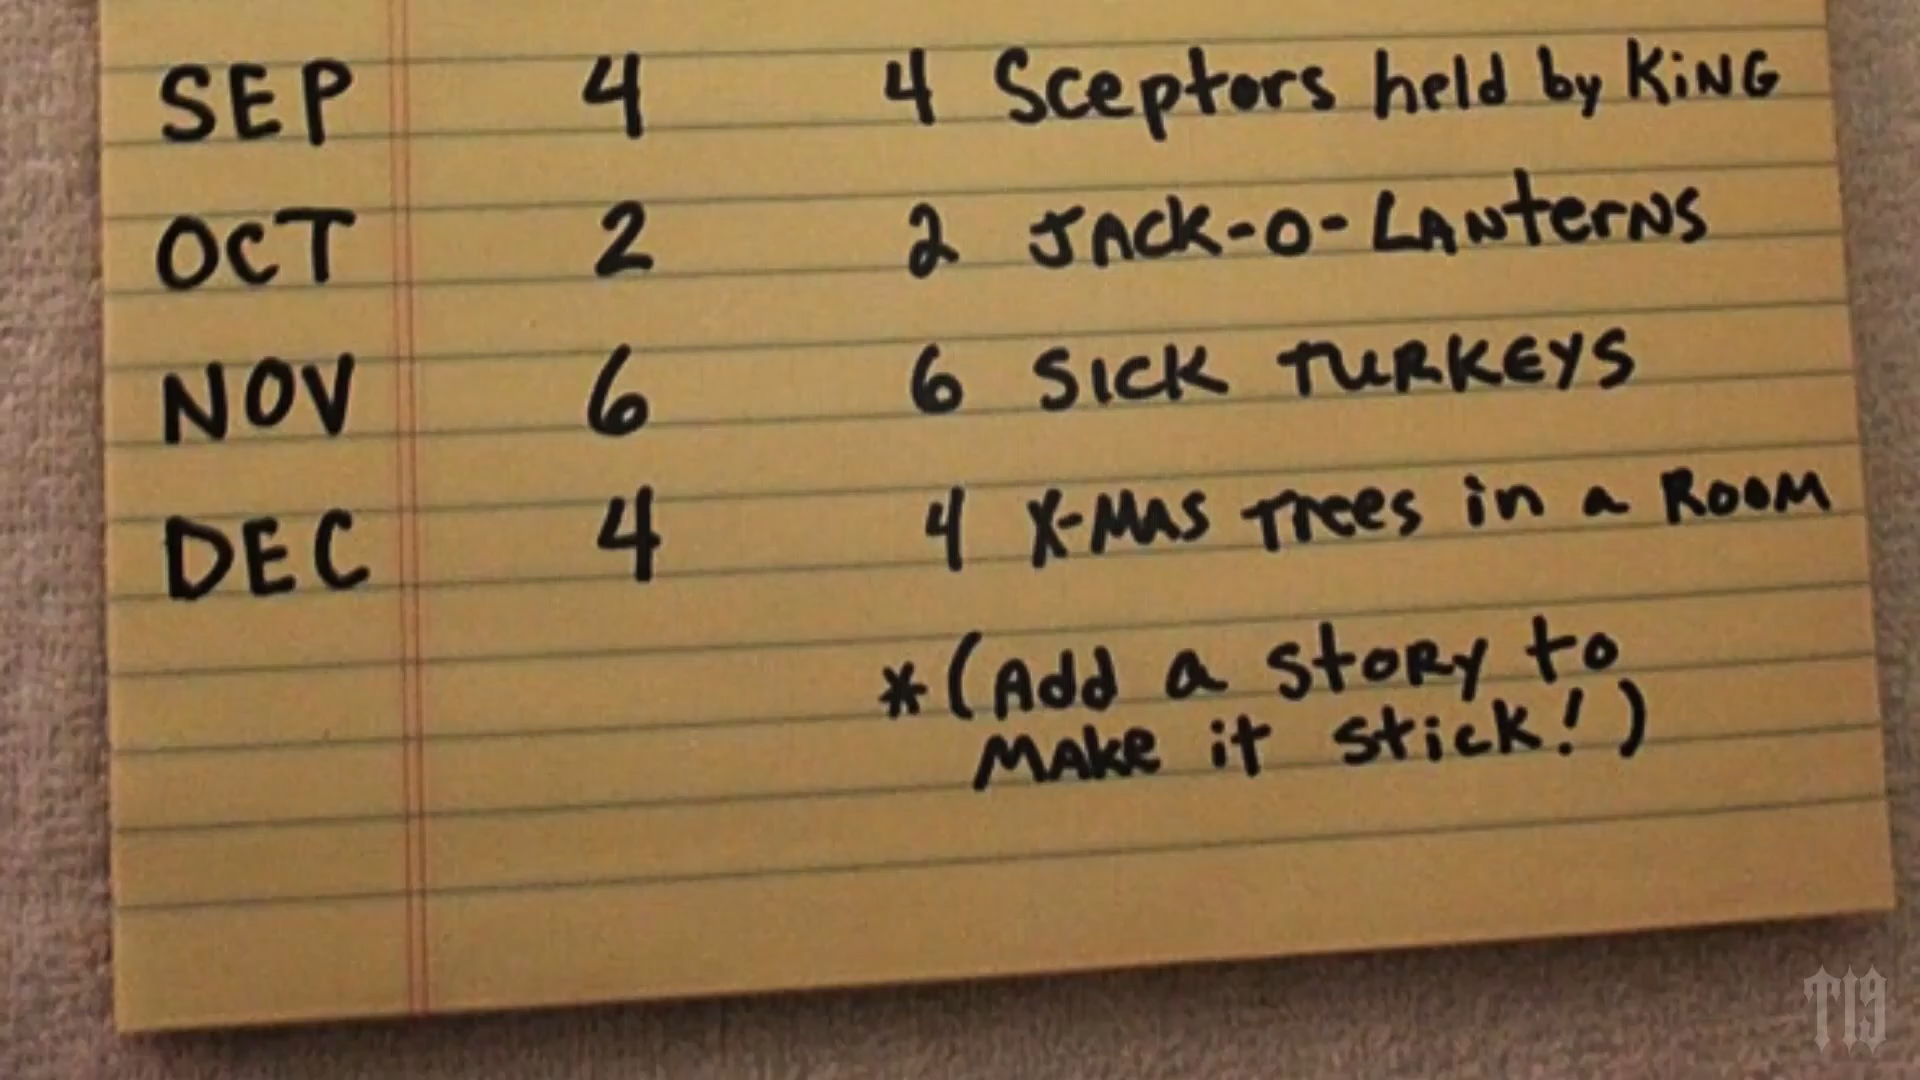 SEP 4 4 Sceptors held by KiNG
OCT 2 2 JACK-O-LANterNS
NOV 6 6 SICK TURKEYS
DEC 4 4 X-MAS Trees in a ROOM
*(Add a StORy to
MAke it stick!)
T19